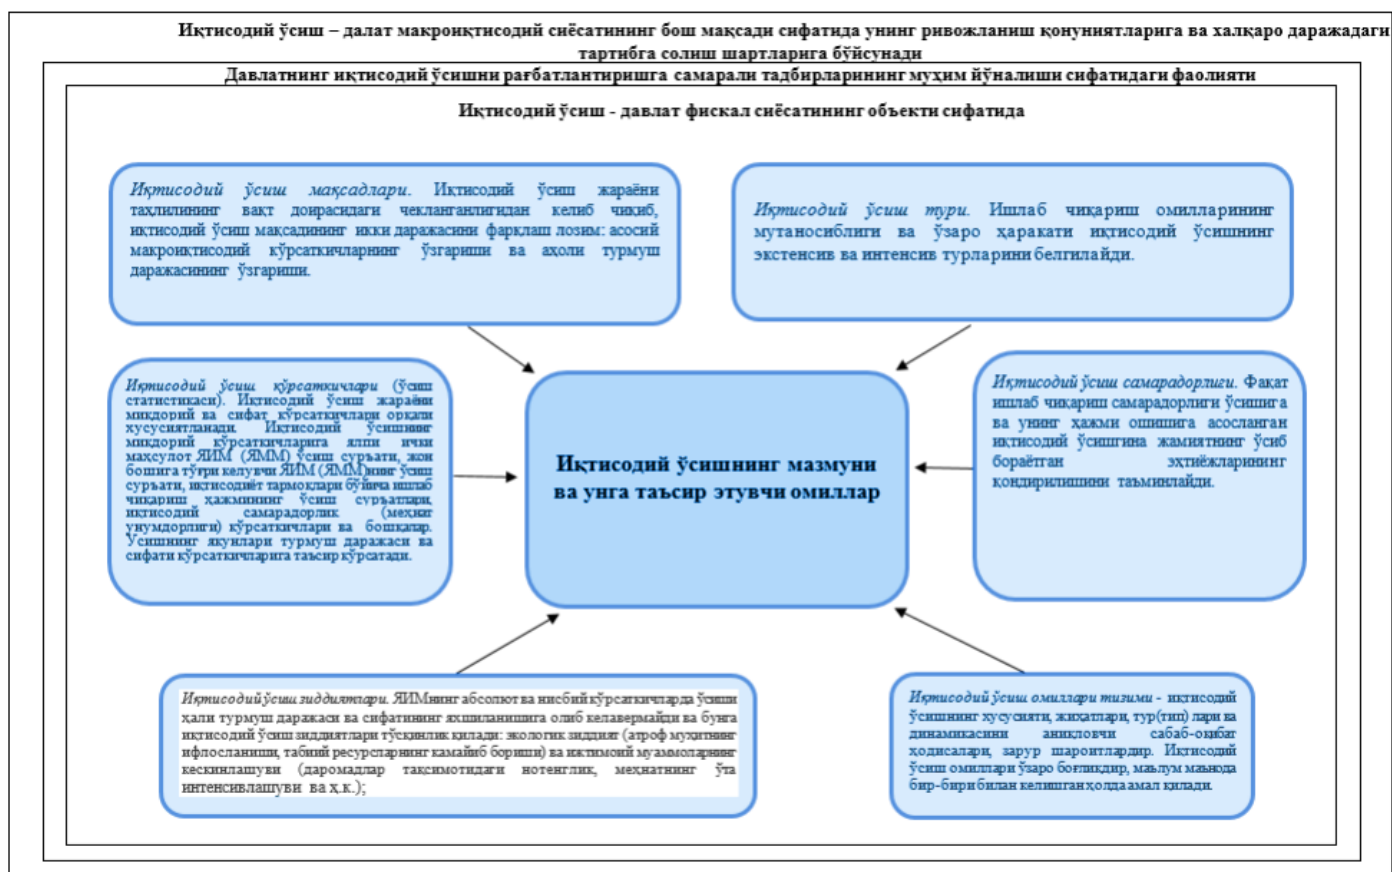 Иқтисодий ўсиш – далат макроиқтисодий сиёсатининг бош мақсади сифатида унинг ривожланиш қонуниятларига ва халқаро даражадаги
тартибга солиш шартларига бўйсунади
Давлатнинг иқтисодий ўсишни рағбатлантиришга самарали тадбирларининг муҳим йўналиши сифатидаги фаолияти
Иқтисодий ўсиш - давлат фискал сиёсатининг объекти сифатида
Иқтисодий ўсиш мақсадлари. Иқтисодий ўсиш жараёни
таҳлилининг вақт доирасидаги чекланганлигидан келиб чиқиб,
иқтисодий ўсиш мақсадининг икки даражасини фарқлаш лозим: асосий
макроиқтисодий кўрсаткичларнинг ўзгариши ва аҳоли турмуш
даражасининг ўзгариши.
Иқтисодий ўсиш тури. Ишлаб чиқариш омилларининг
мутаносиблиги ва ўзаро ҳаракати иқтисодий ўсишнинг
экстенсив ва интенсив турларини белгилайди.
Иқтисодий ўсиш кўрсаткичлари (ўсиш
статистикаси). Иқтисодий ўсиш жараёни
миқдорий ва сифат кўрсаткичлари орқали
хусусиятланади. Иқтисодий ўсишнинг
миқдорий кўрсаткичларига ялпи ички
маҳсулот ЯИМ (ЯММ) ўсиш суръати, жон
бошига тўғри келувчи ЯИМ (ЯММ)нинг ўсиш
суръати, иқтисодиёт тармоқлари бўйича ишлаб
чиқариш ҳажмининг ўсиш суръатлари,
иқтисодий самарадорлик (меҳнат
унумдорлиги) кўрсаткичлари ва бошқалар.
Ўсишнинг якунлари турмуш даражаси ва
сифати кўрсаткичларига таъсир кўрсатади.
Иқтисодий ўсишнинг мазмуни
ва унга таъсир этувчи омиллар
Иқтисодий ўсиш самарадорлиги. Фақат
ишлаб чиқариш самарадорлиги ўсишига
ва унинг ҳажми ошишига асосланган
иқтисодий ўсишгина жамиятнинг ўсиб
бораётган эҳтиёжларининг
қондирилишини таъминлайди.
Иқтисодий ўсиш зиддиятлари. ЯИМнинг абсолют ва нисбий кўрсаткичларда ўсиши
ҳали турмуш даражаси ва сифатининг яхшиланишига олиб келавермайди ва бунга
иқтисодий ўсиш зиддиятлари тўсқинлик қилади: экологик зиддият (атроф муҳитнинг
ифлосланиши, табиий ресурсларнинг камайиб бориши) ва ижтимоий муаммоларнинг
кескинлашуви (даромадлар тақсимотидаги нотенглик, меҳнатнинг ўта
интенсивлашуви ва ҳ.к.);
Иқтисодий ўсиш омиллари тизими - иқтисодий
ўсишнинг хусусияти, жиҳатлари, тур(тип) лари ва
динамикасини аниқловчи сабаб-оқибат
ҳодисалари, зарур шароитлардир. Иқтисодий
ўсиш омиллари ўзаро боғлиқдир, маълум маънода
бир-бири билан келишган ҳолда амал қилади.